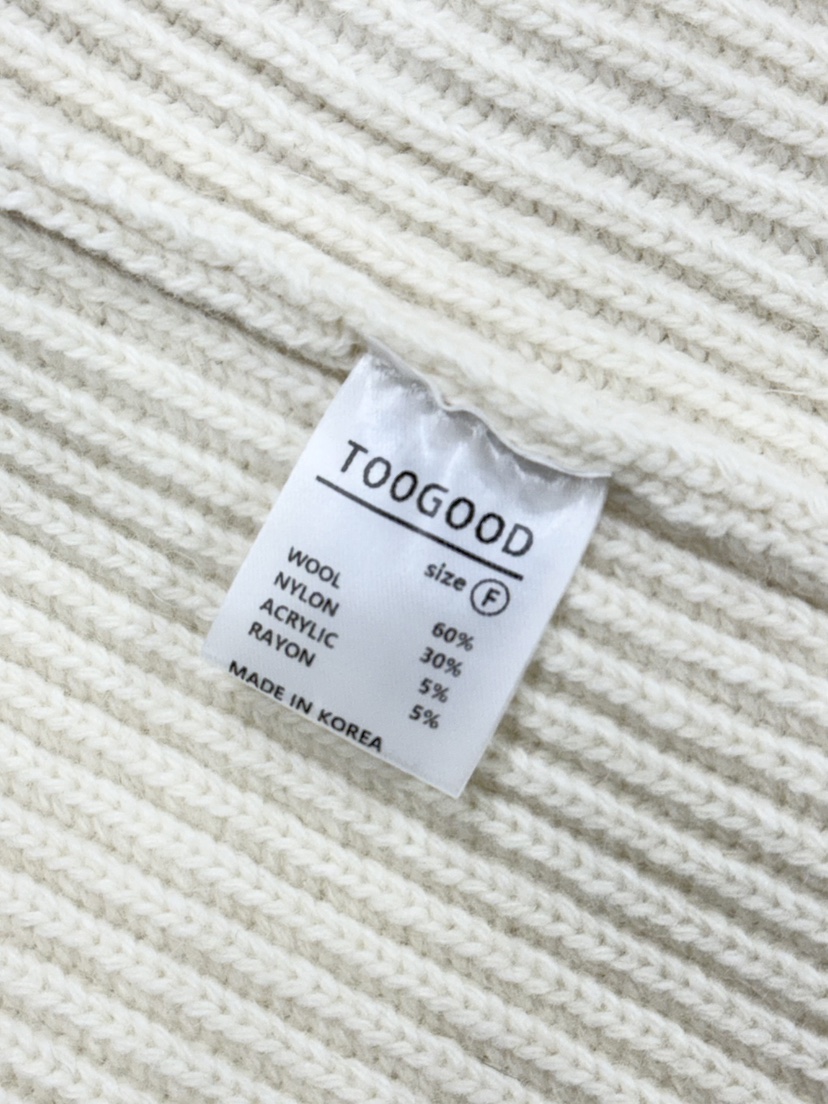 TOOGOOD
size F
WOOL 60%
NYLON 30%
ACRYLIC 5%
RAYON 5%
MADE IN KOREA